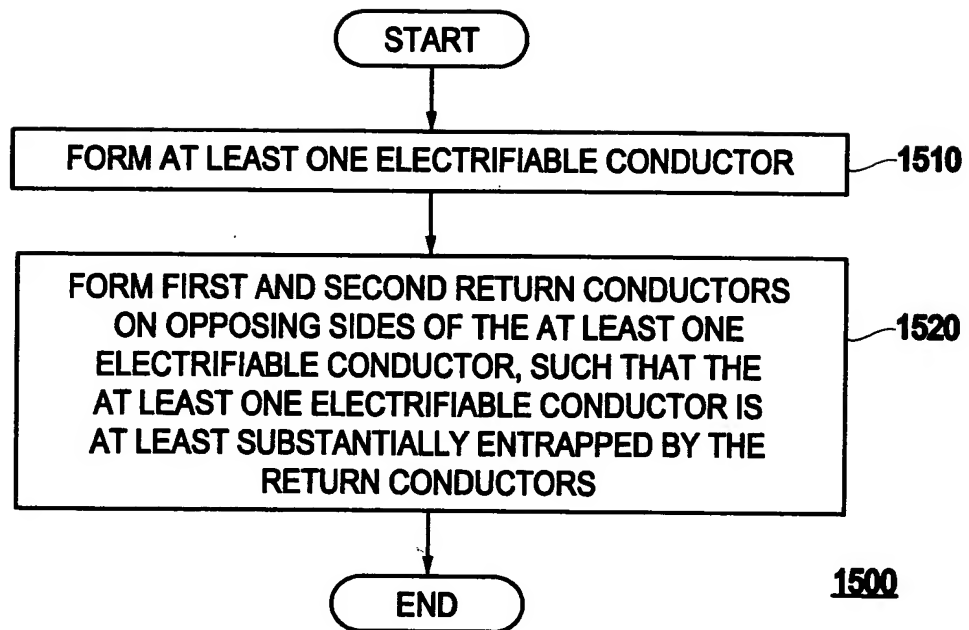 START
FORM AT LEAST ONE ELECTRIFIABLE CONDUCTOR
1510
FORM FIRST AND SECOND RETURN CONDUCTORS
ON OPPOSING SIDES OF THE AT LEAST ONE
ELECTRIFIABLE CONDUCTOR, SUCH THAT THE
AT LEAST ONE ELECTRIFIABLE CONDUCTOR IS
AT LEAST SUBSTANTIALLY ENTRAPPED BY THE
RETURN CONDUCTORS
1520
END
1500